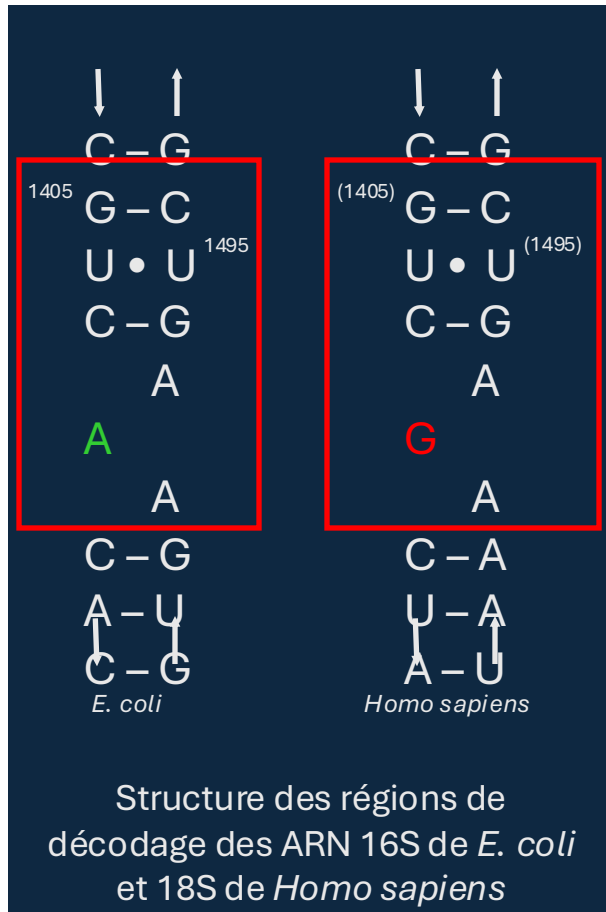 C – G C – G
1405 G – C (1405) G – C
U • U 1495 U • U (1495)
C – G C – G
A A
A G
A A
C – G C – A
A – U U – A
C – G A – U
E. coli Homo sapiens
Structure des régions de
décodage des ARN 16S de E. coli
et 18S de Homo sapiens